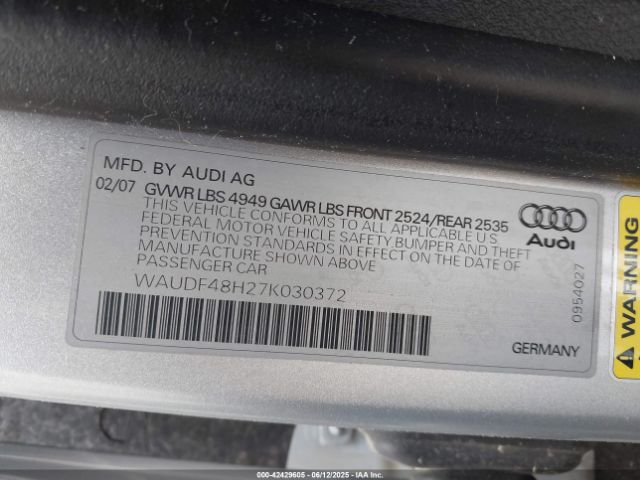 MFD. BY AUDI AG
02/07 GVWR LBS 4949 GAWR LBS FRONT 2524/REAR 2535
THIS VEHICLE CONFORMS TO ALL APPLICABLE U S
FEDERAL MOTOR VEHICLE SAFETY BUMPER AND THEFT
PREVENTION STANDARDS IN EFFECT ON THE DATE OF
MANUFACTURE SHOWN ABOVE
PASSENGER CAR
WAUDF48H27K030372
Audi
0954027
GERMANY
WARNING
000-42429605 - 06/12/2025 - IAAI.COM